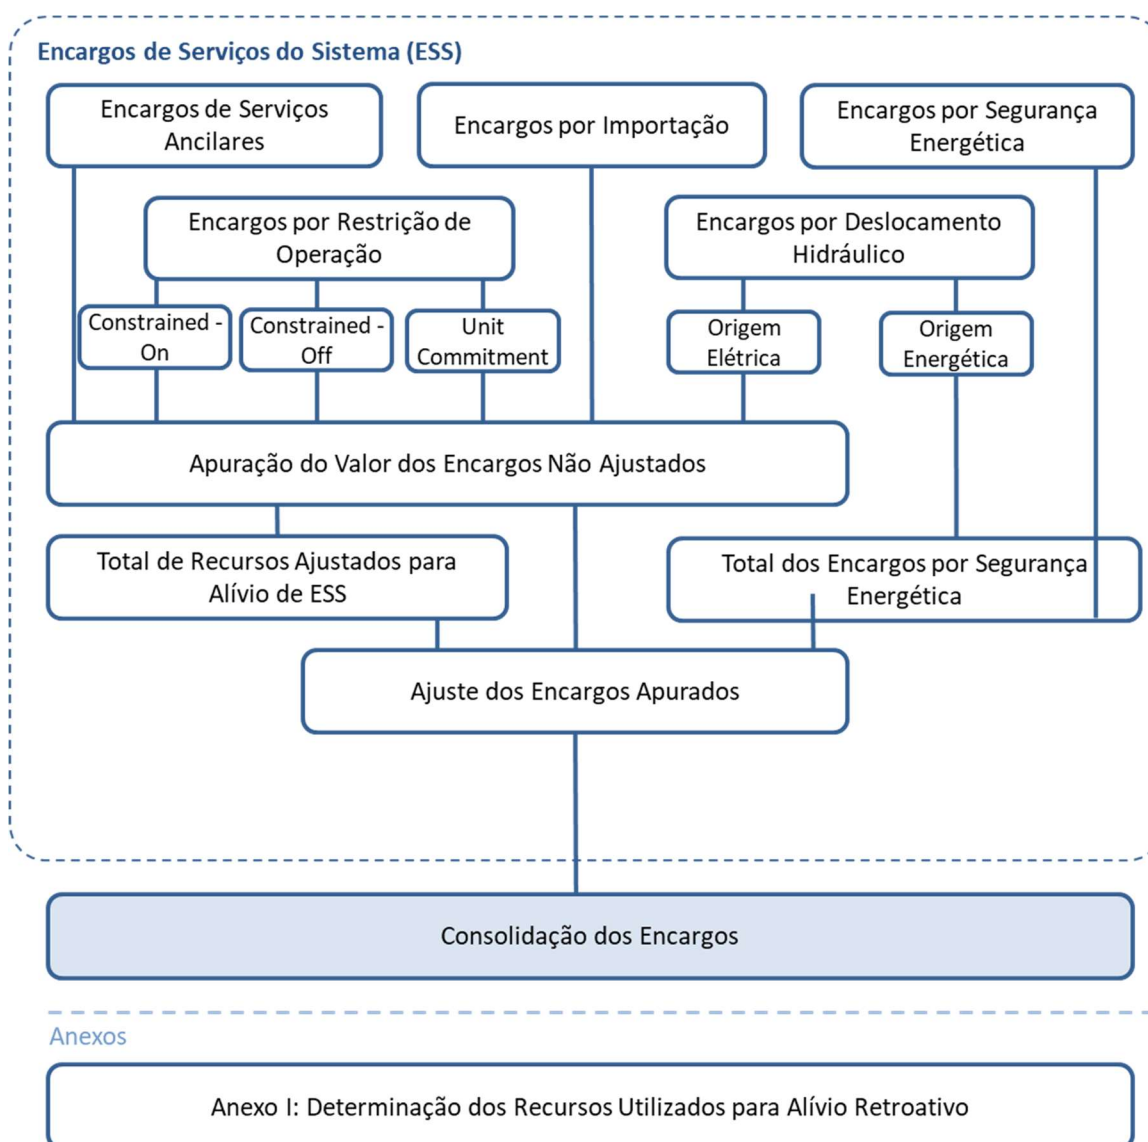 Encargos de Serviços do Sistema (ESS)
Encargos de Serviços
Ancilares
Encargos por Importação
Encargos por Segurança
Energética
Encargos por Restrição de
Operação
Encargos por Deslocamento
Hidráulico
Constrained -
On
Constrained -
Off
Unit
Commitment
Origem
Elétrica
Origem
Energética
Apuração do Valor dos Encargos Não Ajustados
Total de Recursos Ajustados para
Alívio de ESS
Total dos Encargos por Segurança
Energética
Ajuste dos Encargos Apurados
Consolidação dos Encargos
Anexos
Anexo I: Determinação dos Recursos Utilizados para Alívio Retroativo